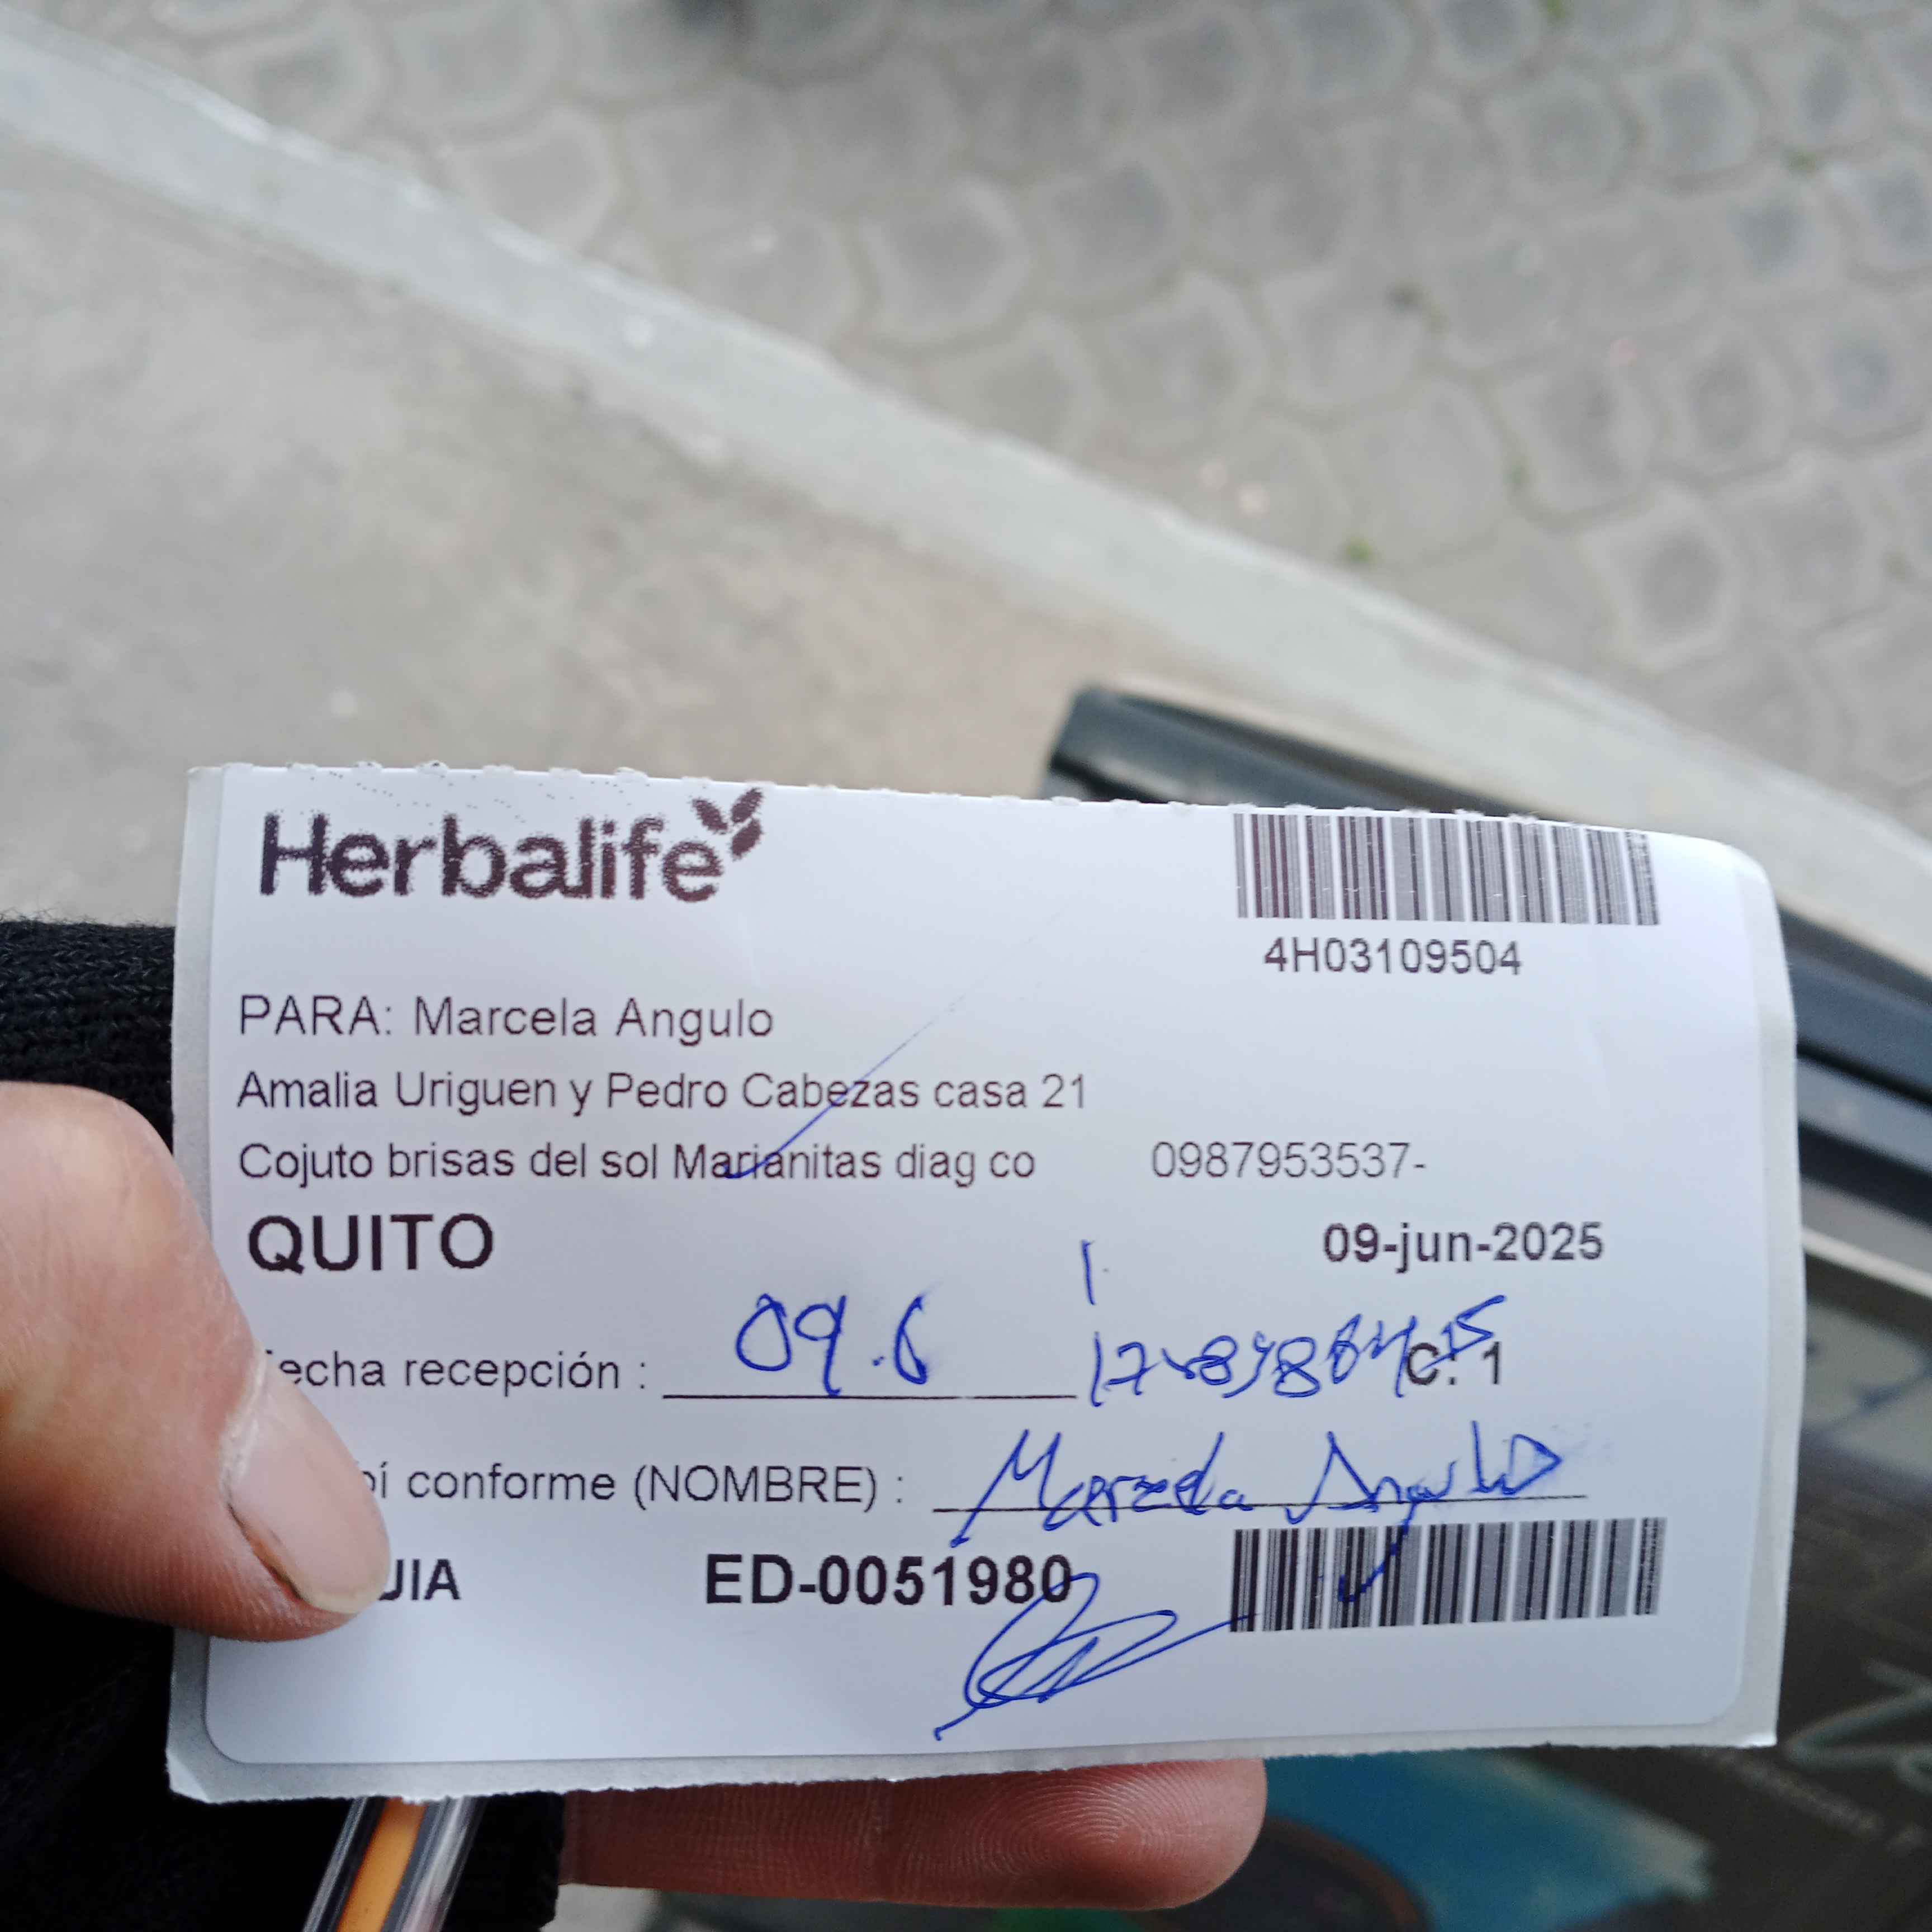 Herbalife
4H03109504
PARA: Marcela Angulo
Amalia Uriguen y Pedro Cabezas casa 21
Cojuto brisas del sol Marianitas diag co 0987953537-
QUITO 09-jun-2025
fecha recepción : 09.6 C: 1
bí conforme (NOMBRE) : Marcela Angulo
UIA ED-0051980